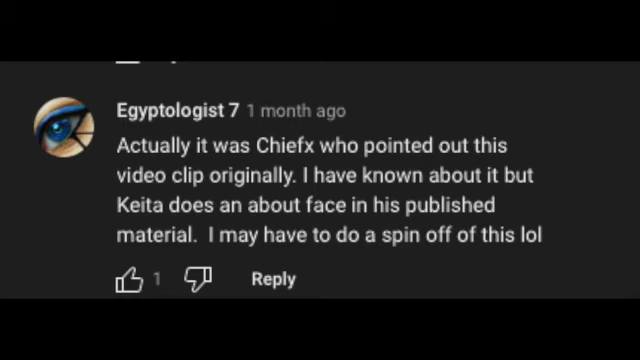 Egyptologist 7 1 month ago
Actually it was Chiefx who pointed out this
video clip originally. I have known about it but
Keita does an about face in his published
material.  I may have to do a spin off of this lol
1 Reply